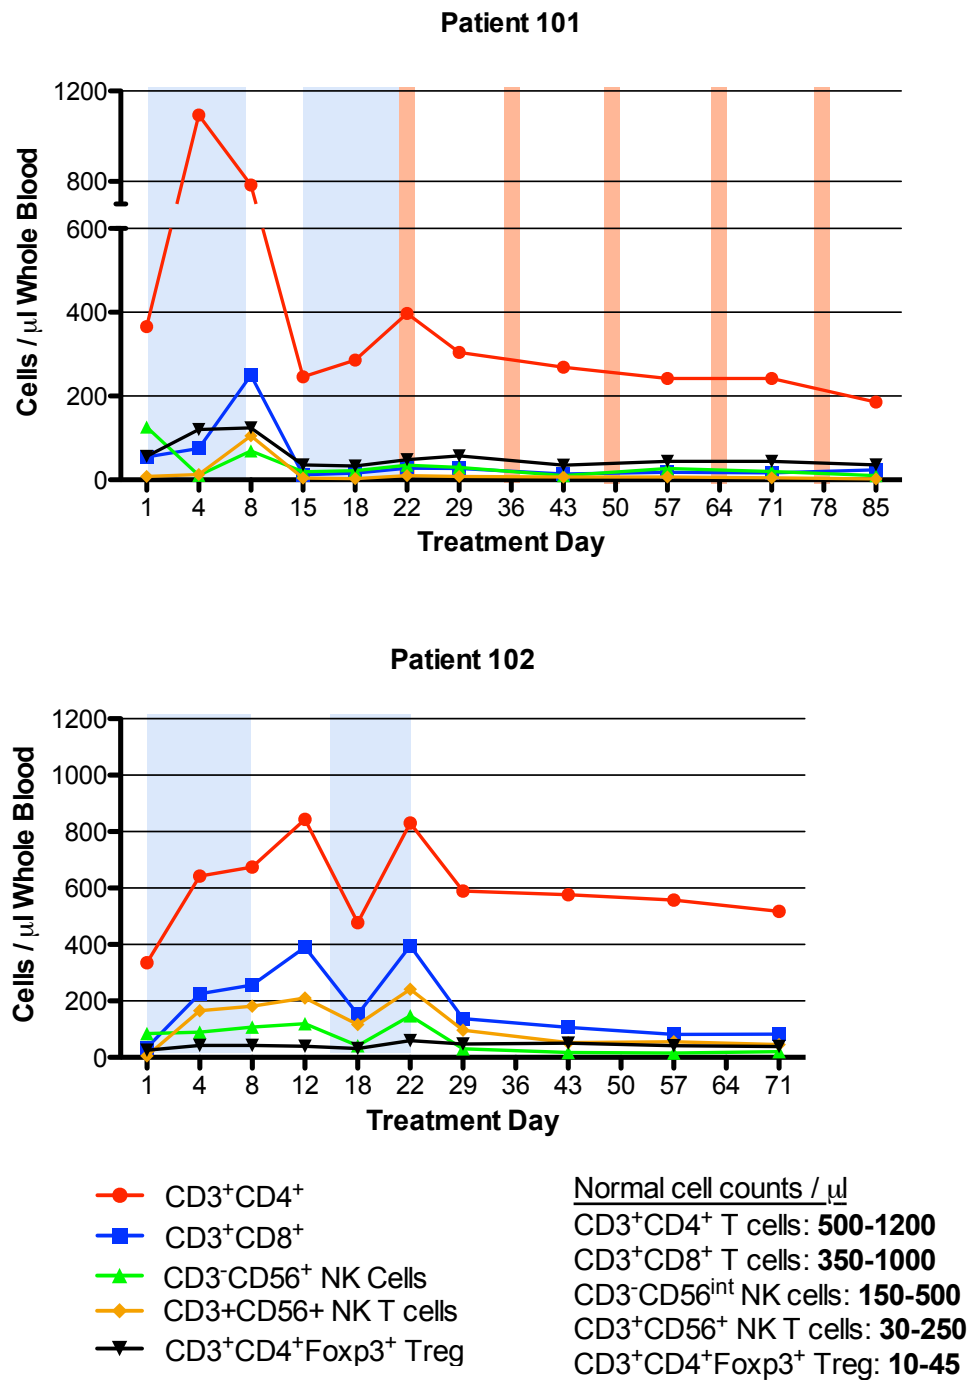 Patient 101
Cells / µl Whole Blood
1200
800
600
400
200
0
1 4 8 15 18 22 29 36 43 50 57 64 71 78 85
Treatment Day
Patient 102
Cells / µl Whole Blood
1200
1000
800
600
400
200
0
1 4 8 12 18 22 29 36 43 50 57 64 71
Treatment Day
CD3⁺CD4⁺
CD3⁺CD8⁺
CD3⁻CD56⁺ NK Cells
CD3+CD56+ NK T cells
CD3⁺CD4⁺Foxp3⁺ Treg
Normal cell counts / µl
CD3⁺CD4⁺ T cells: 500-1200
CD3⁺CD8⁺ T cells: 350-1000
CD3⁻CD56ⁱⁿᵗ NK cells: 150-500
CD3⁺CD56⁺ NK T cells: 30-250
CD3⁺CD4⁺Foxp3⁺ Treg: 10-45